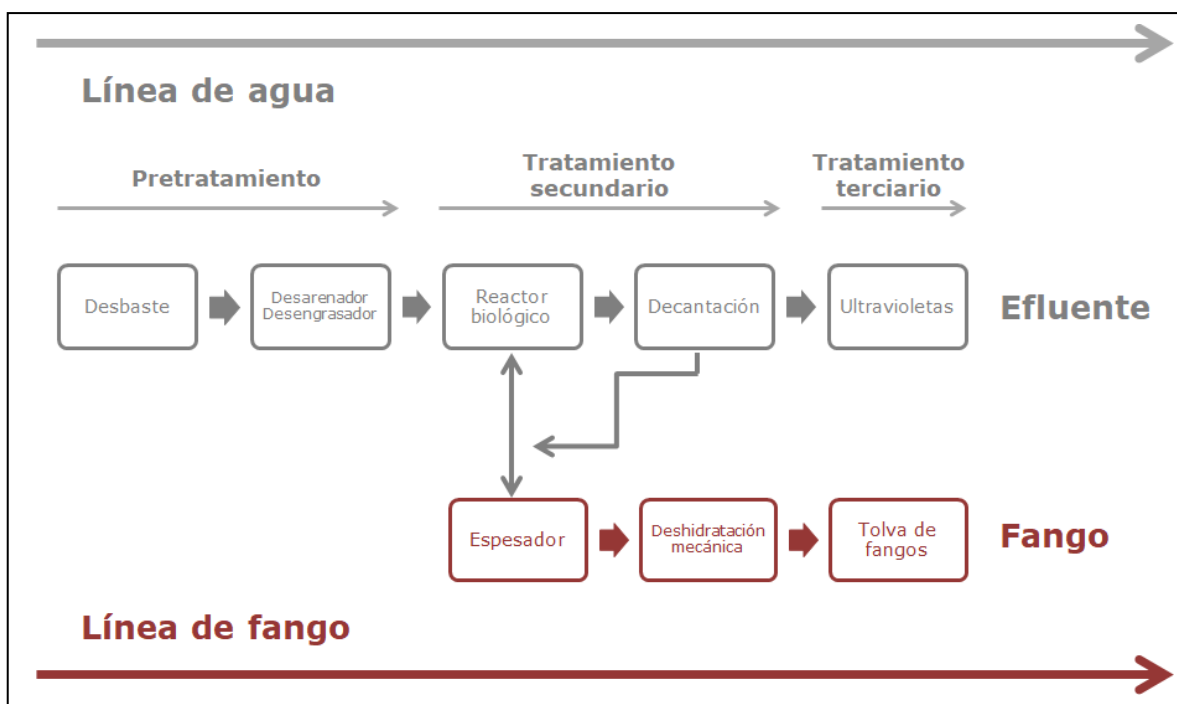 Línea de agua
Pretratamiento
Tratamiento
secundario
Tratamiento
terciario
Desbaste
Desarenador
Desengrasador
Reactor
biológico
Decantación
Ultravioletas
Efluente
Espesador
Deshidratación
mecánica
Tolva de
fangos
Fango
Línea de fango